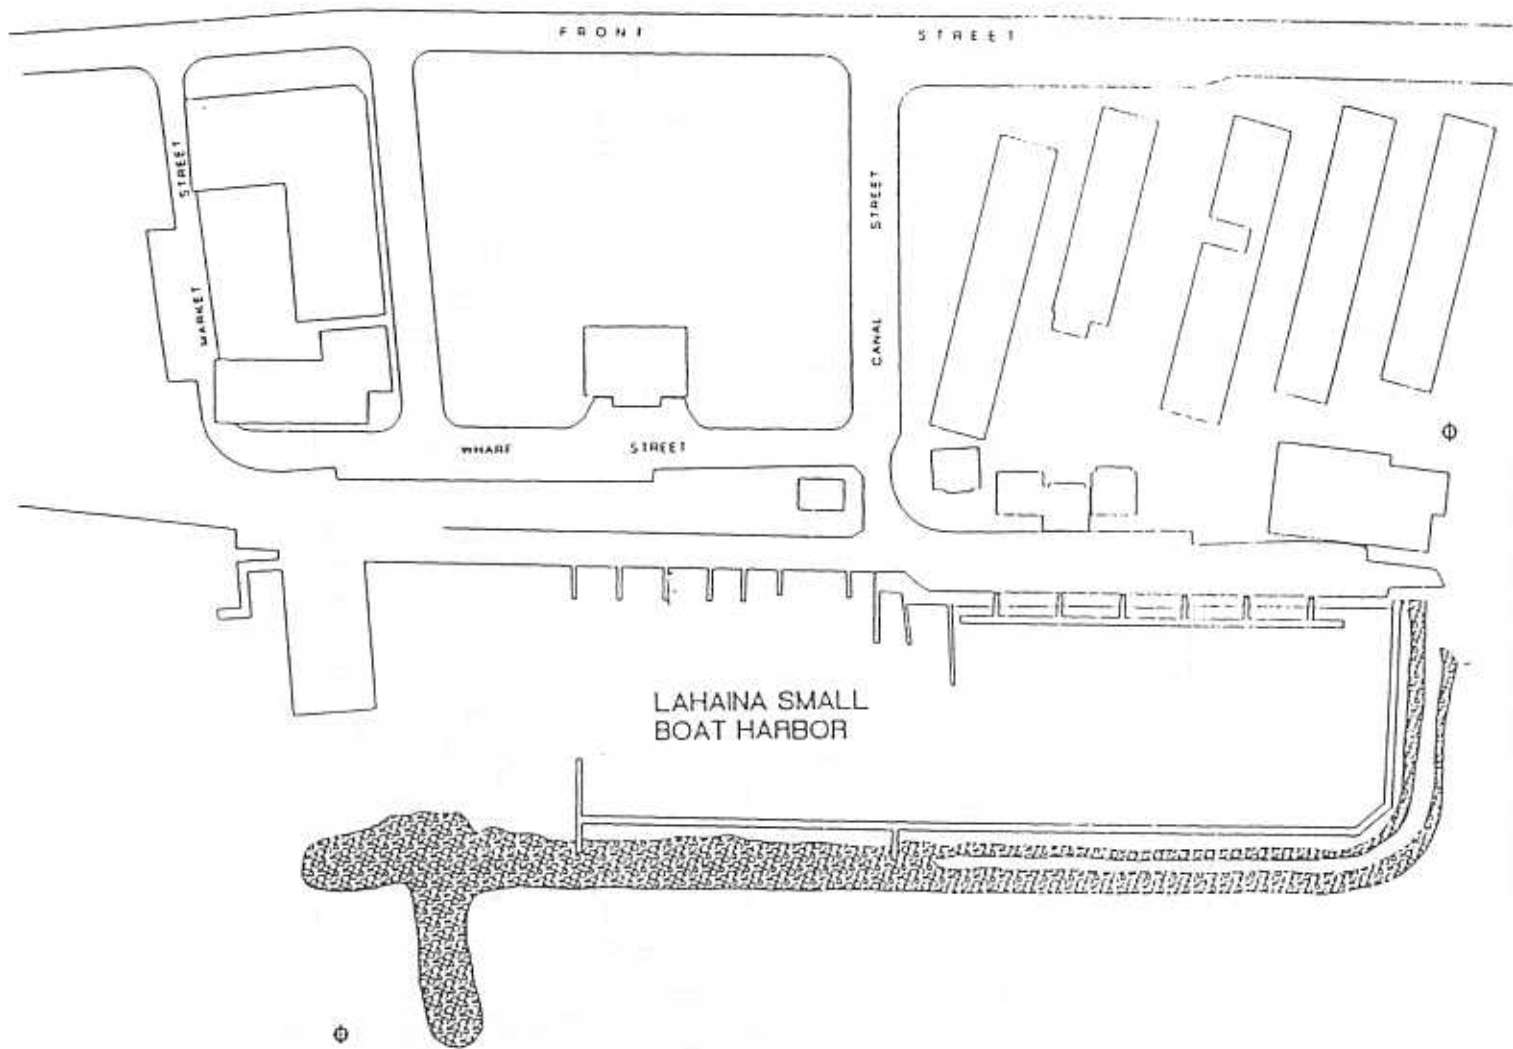 FRONT STREET
STREET
MARKET
STREET
CANAL
WHARF STREET
LAHAINA SMALL
BOAT HARBOR